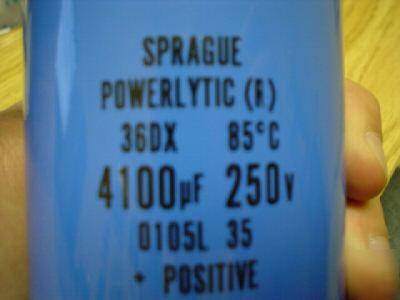 SPRAGUE
POWERLYTIC (R)
36DX 85°C
4100µF 250V
0105L 35
+ POSITIVE